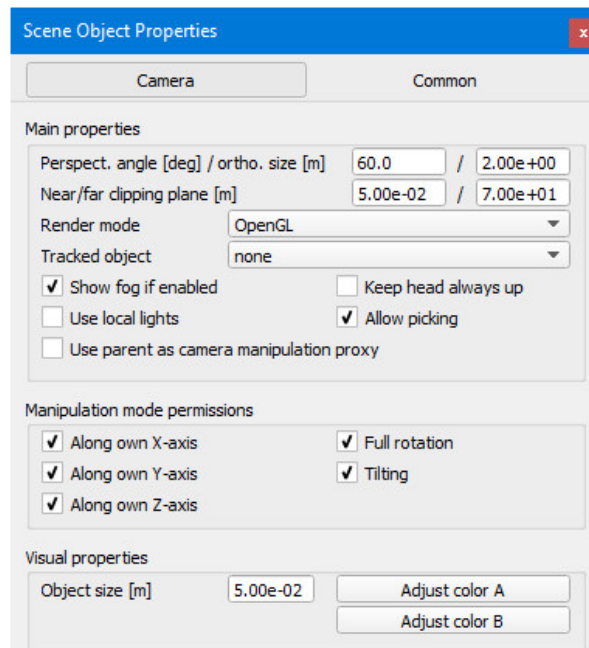 Scene Object Properties x
Camera Common
Main properties
Perspect. angle [deg] / ortho. size [m] 60.0 / 2.00e+00
Near/far clipping plane [m] 5.00e-02 / 7.00e+01
Render mode OpenGL
Tracked object none
Show fog if enabled Keep head always up
Use local lights Allow picking
Use parent as camera manipulation proxy
Manipulation mode permissions
Along own X-axis Full rotation
Along own Y-axis Tilting
Along own Z-axis
Visual properties
Object size [m] 5.00e-02 Adjust color A
Adjust color B